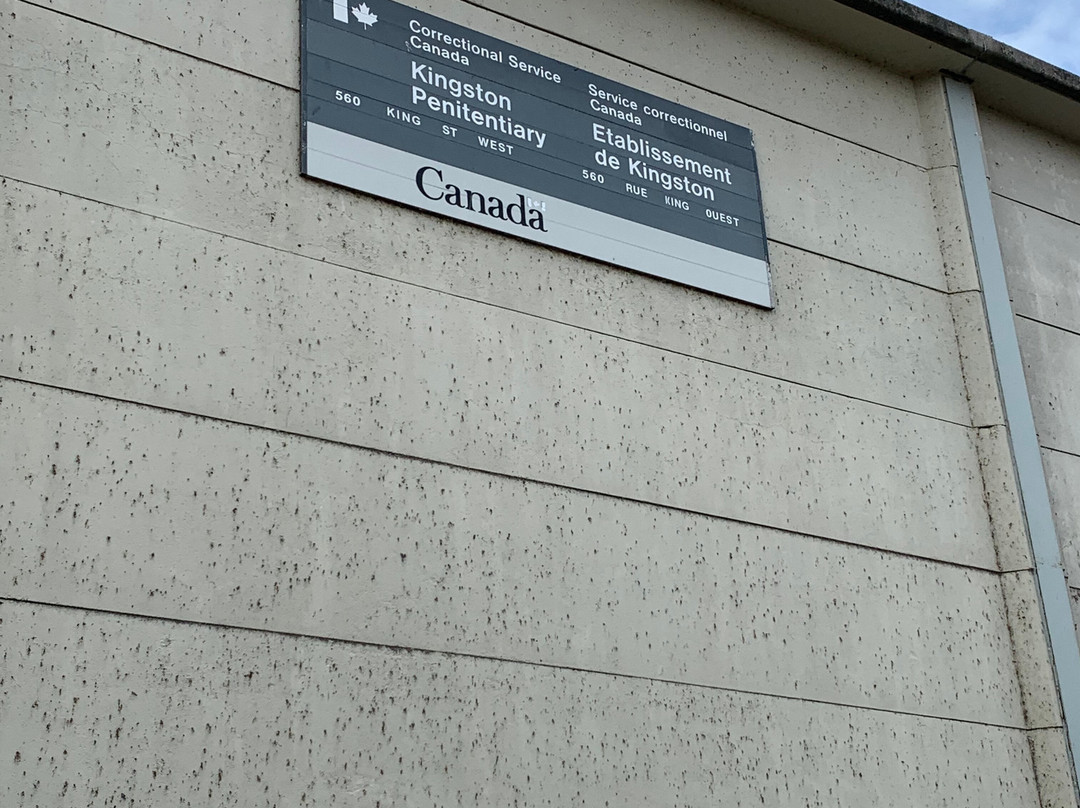 Correctional Service
Canada
Kingston
Penitentiary
560 KING ST WEST
Service correctionnel
Canada
Etablissement
de Kingston
560 RUE KING OUEST
Canada